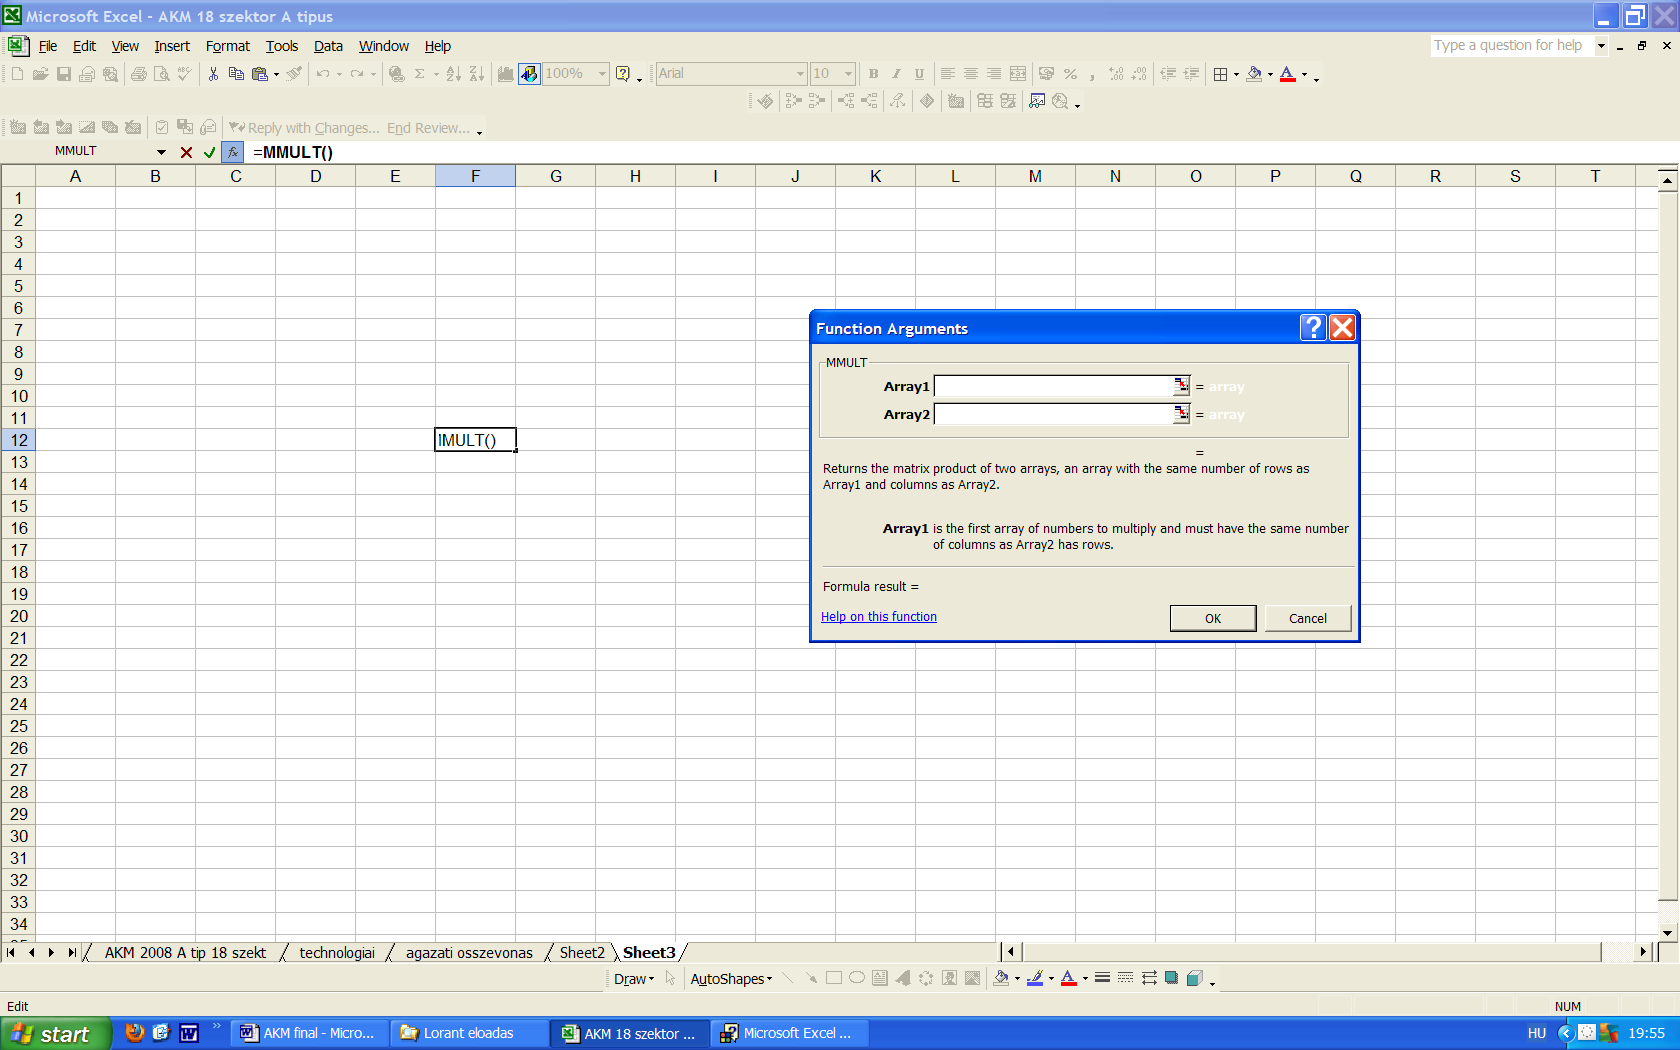 Microsoft Excel - AKM 18 szektor A tipus
File Edit View Insert Format Tools Data Window Help
Type a question for help
100% Arial 10 B I U
Reply with Changes... End Review...
MMULT =MMULT()
A B C D E F G H I J K L M N O P Q R S T
1
2
3
4
5
6
7
8
9
10
11
12
13
14
15
16
17
18
19
20
21
22
23
24
25
26
27
28
29
30
31
32
33
34
IMULT()
Function Arguments
MMULT
Array1 = array
Array2 = array
=
Returns the matrix product of two arrays, an array with the same number of rows as
Array1 and columns as Array2.
Array1 is the first array of numbers to multiply and must have the same number
of columns as Array2 has rows.
Formula result =
Help on this function OK Cancel
AKM 2008 A tip 18 szekt technologiai agazati osszevonas Sheet2 Sheet3
Draw AutoShapes
Edit NUM
start AKM final - Micro... Lorant eloadas AKM 18 szektor ... Microsoft Excel ... HU 19:55